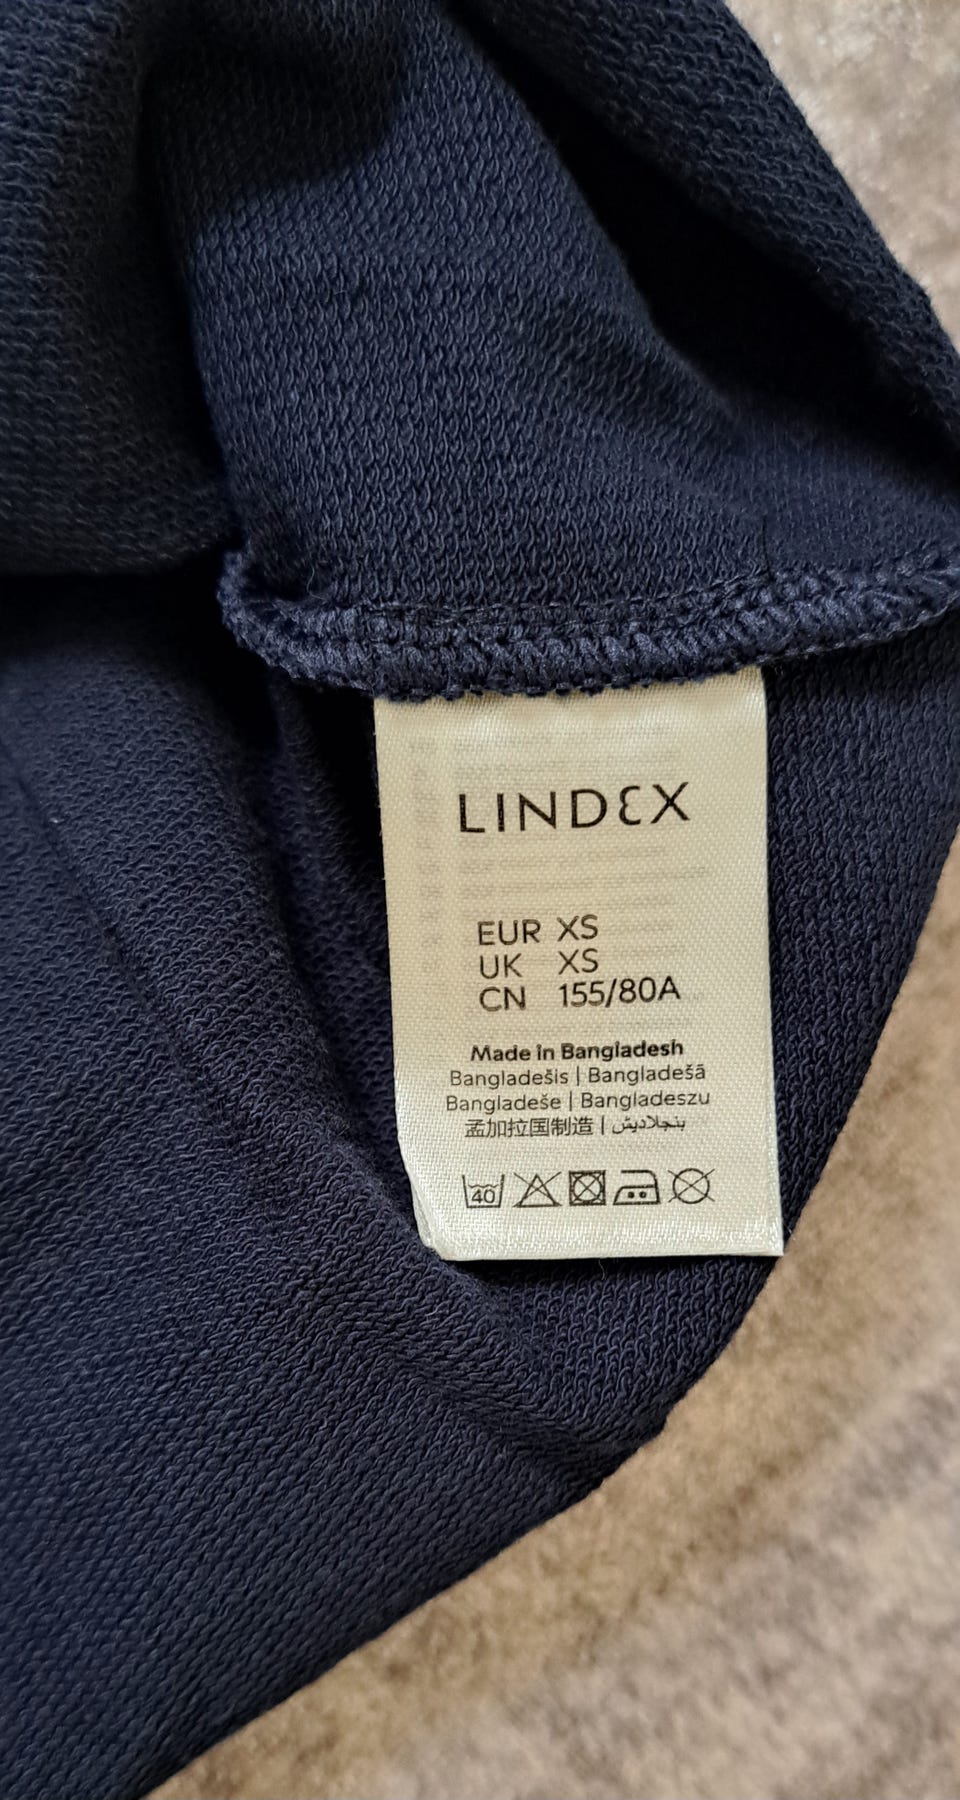 LINDEX
EUR XS
UK XS
CN 155/80A
Made in Bangladesh
Bangladešis | Bangladešā
Bangladeše | Bangladeszu
孟加拉国制造 | بنجلاديش
40